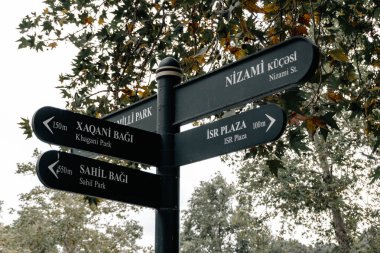 NİZAMİ KÜÇƏSİ
Nizami St.
MİLLİ PARK
150m XAQANİ BAĞI
Khagani Park
İSR PLAZA 100m
ISR Plaza
SAHİL BAĞI
Sahil Park